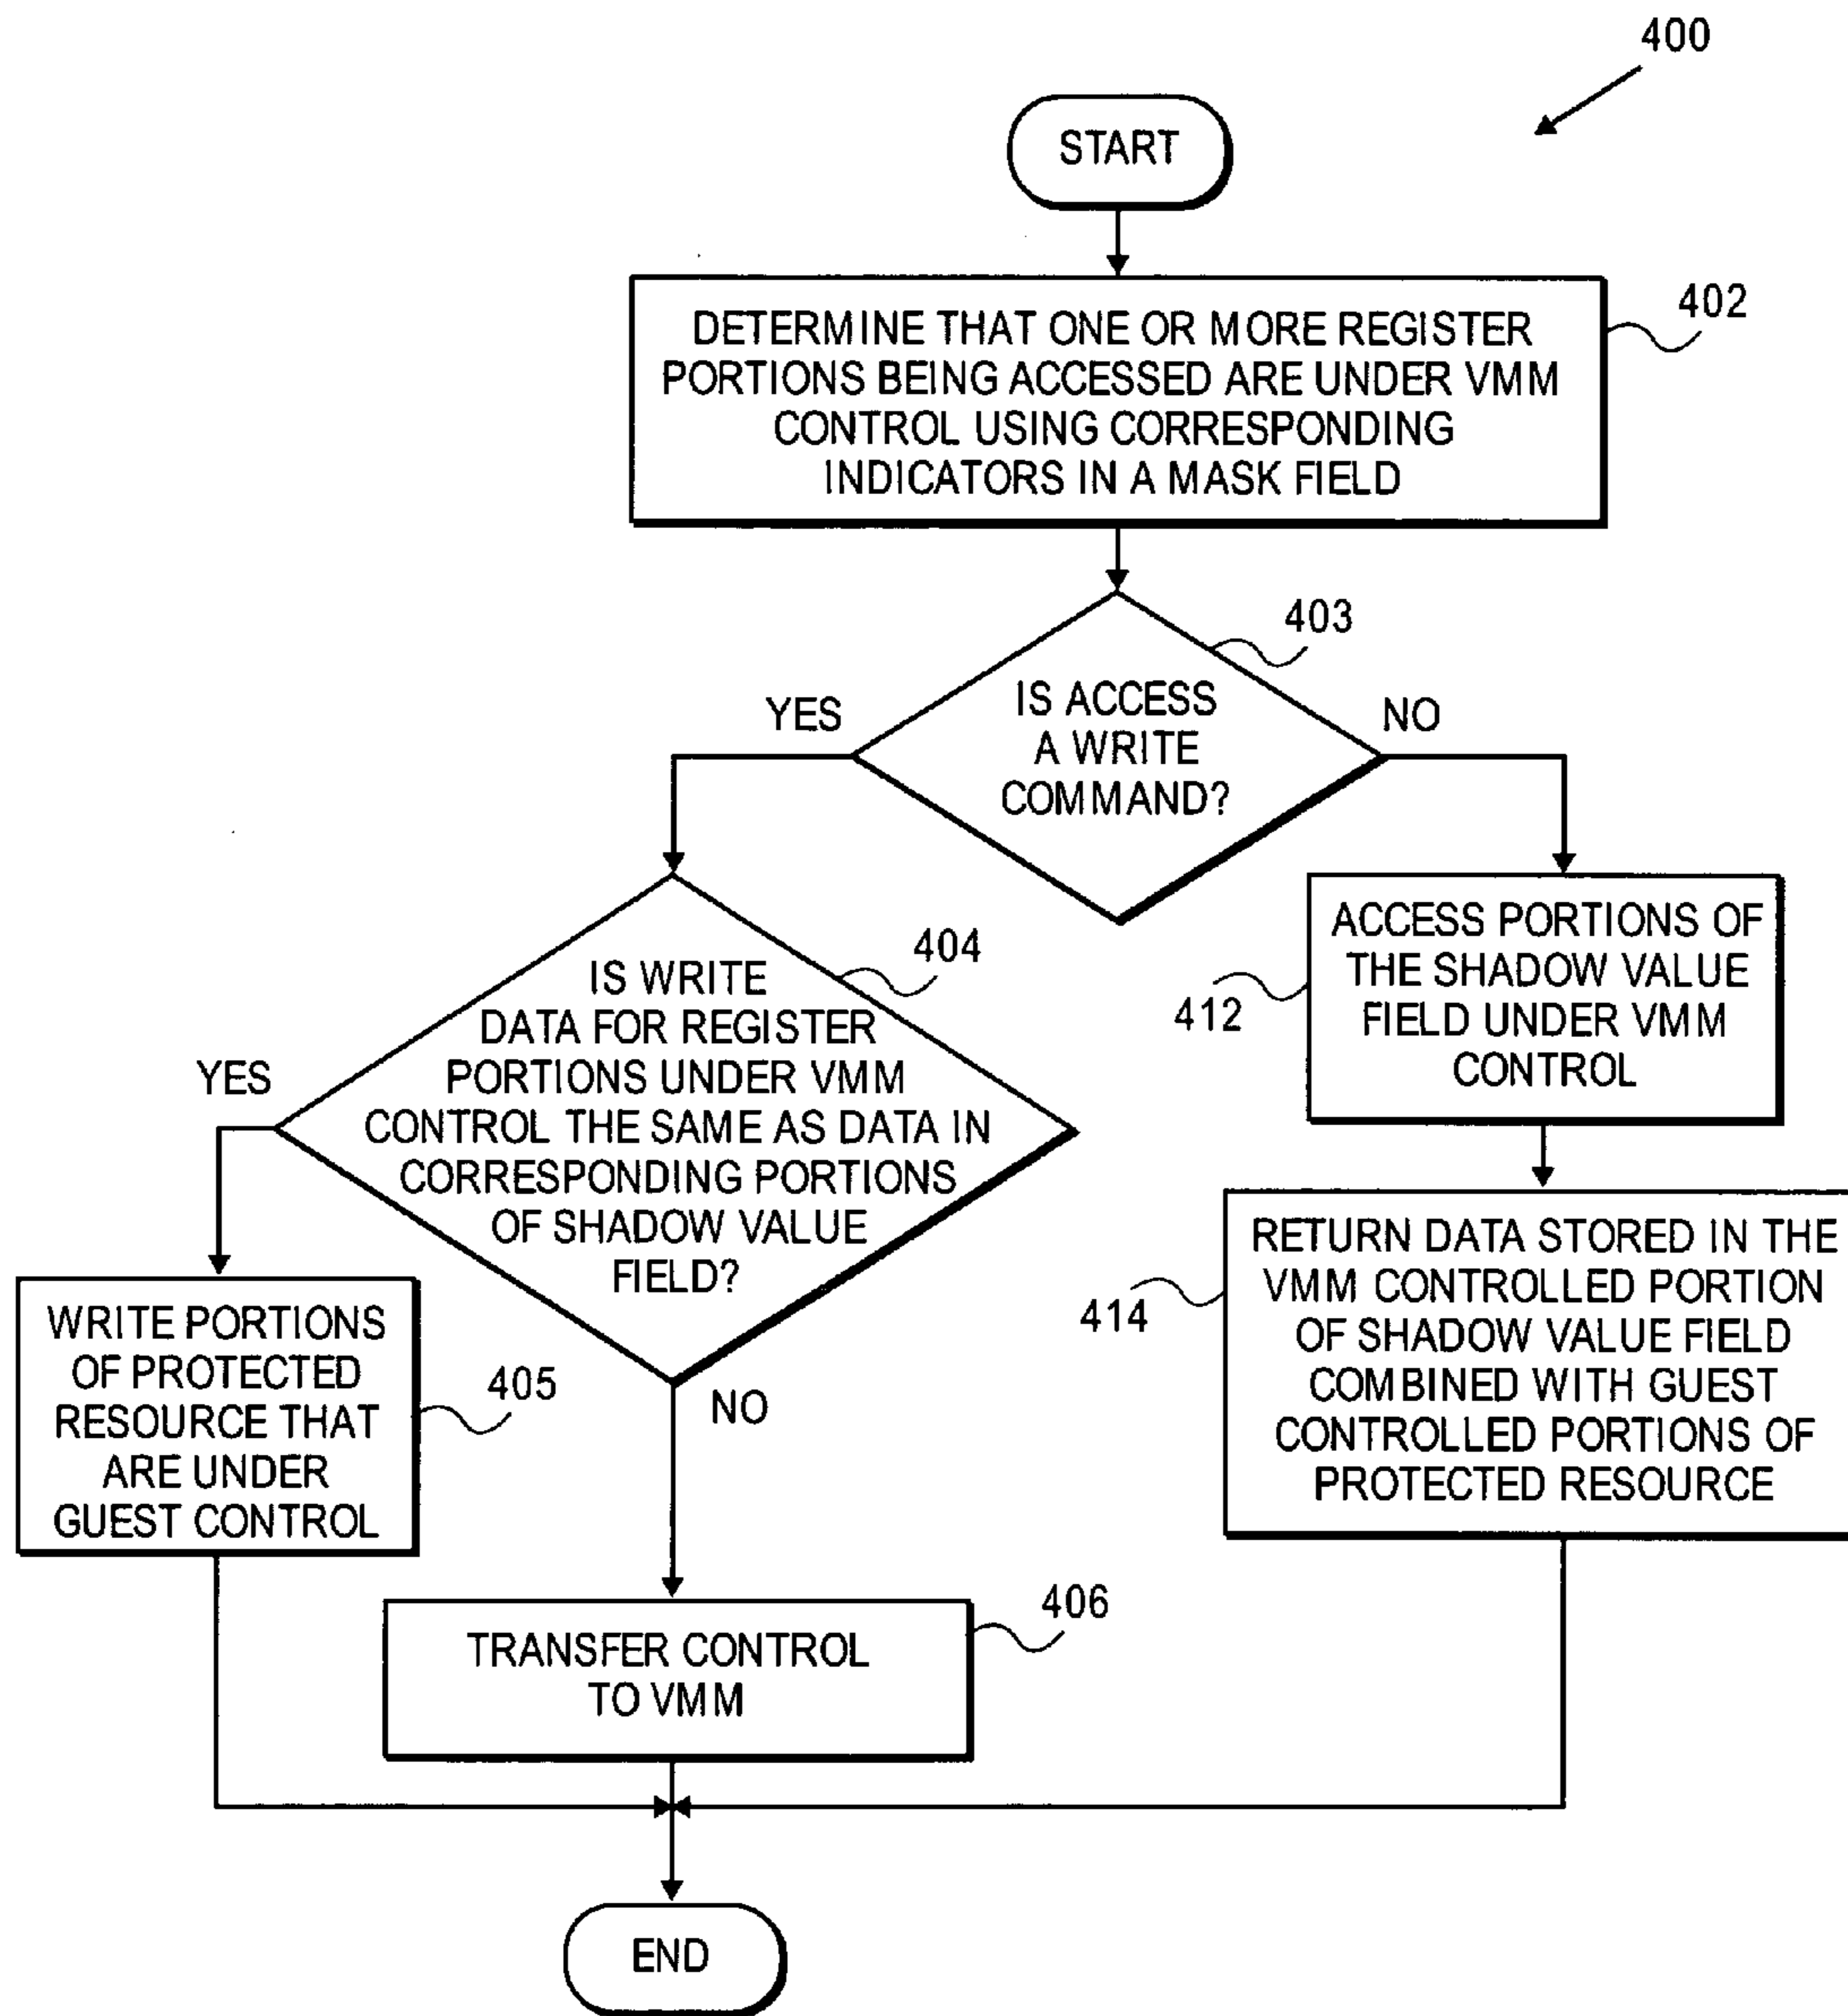 400
START
DETERMINE THAT ONE OR MORE REGISTER
PORTIONS BEING ACCESSED ARE UNDER VMM
CONTROL USING CORRESPONDING
INDICATORS IN A MASK FIELD
402
403
IS ACCESS
A WRITE
COMMAND?
YES
NO
404
IS WRITE
DATA FOR REGISTER
PORTIONS UNDER VMM
CONTROL THE SAME AS DATA IN
CORRESPONDING PORTIONS
OF SHADOW VALUE
FIELD?
YES
NO
ACCESS PORTIONS OF
THE SHADOW VALUE
FIELD UNDER VMM
CONTROL
412
WRITE PORTIONS
OF PROTECTED
RESOURCE THAT
ARE UNDER
GUEST CONTROL
405
RETURN DATA STORED IN THE
VMM CONTROLLED PORTION
OF SHADOW VALUE FIELD
COMBINED WITH GUEST
CONTROLLED PORTIONS OF
PROTECTED RESOURCE
414
TRANSFER CONTROL
TO VMM
406
END